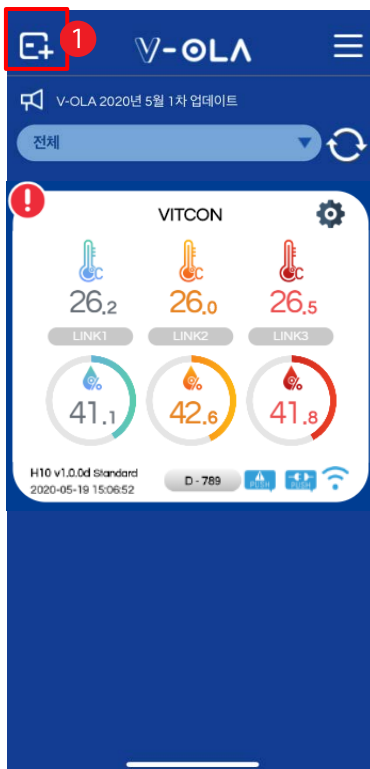 1
V-OLA
V-OLA 2020년 5월 1차 업데이트
전체
VITCON
C C C
26.2 26.0 26.5
LINK1 LINK2 LINK3
% % %
41.1 42.6 41.8
H10 v1.0.0d Standard
2020-05-19 15:06:52
D - 789
PUSH PUSH